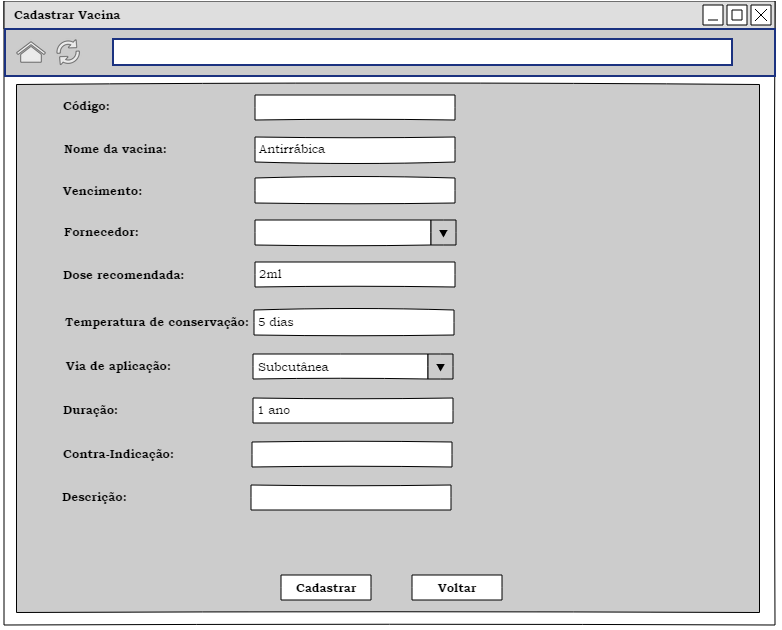 Cadastrar Vacina
Código:
Nome da vacina: Antirrábica
Vencimento:
Fornecedor:
Dose recomendada: 2ml
Temperatura de conservação: 5 dias
Via de aplicação: Subcutânea
Duração: 1 ano
Contra-Indicação:
Descrição:
Cadastrar Voltar